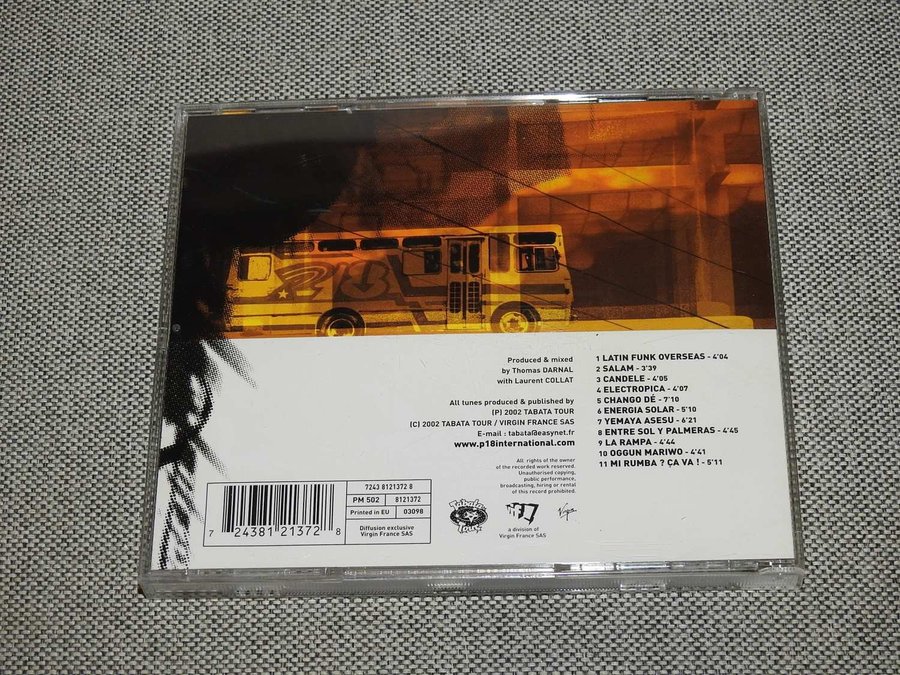 P18
Produced & mixed
by Thomas DARNAL
with Laurent COLLAT
All tunes produced & published by
(P) 2002 TABATA TOUR
(C) 2002 TABATA TOUR / VIRGIN FRANCE SAS
E-mail : tabata@easynet.fr
www.p18international.com
All rights of the owner
of the recorded work reserved.
Unauthorised copying,
public performance,
broadcasting, hiring or rental
of this record prohibited.
1 LATIN FUNK OVERSEAS - 4'04
2 SALAM - 3'39
3 CANDELE - 4'05
4 ELECTROPICA - 4'07
5 CHANGO DÉ - 7'10
6 ENERGIA SOLAR - 5'10
7 YEMAYA ASESU - 6'21
8 ENTRE SOL Y PALMERAS - 4'45
9 LA RAMPA - 4'44
10 OGGUN MARIWO - 4'41
11 MI RUMBA ? ÇA VA ! - 5'11
7 24381 21372 8
7243 8121372 8
PM 502 8121372
Printed in EU 03098
Diffusion exclusive
Virgin France SAS
Tabata
Tour
a division of
Virgin France SAS
Virgin